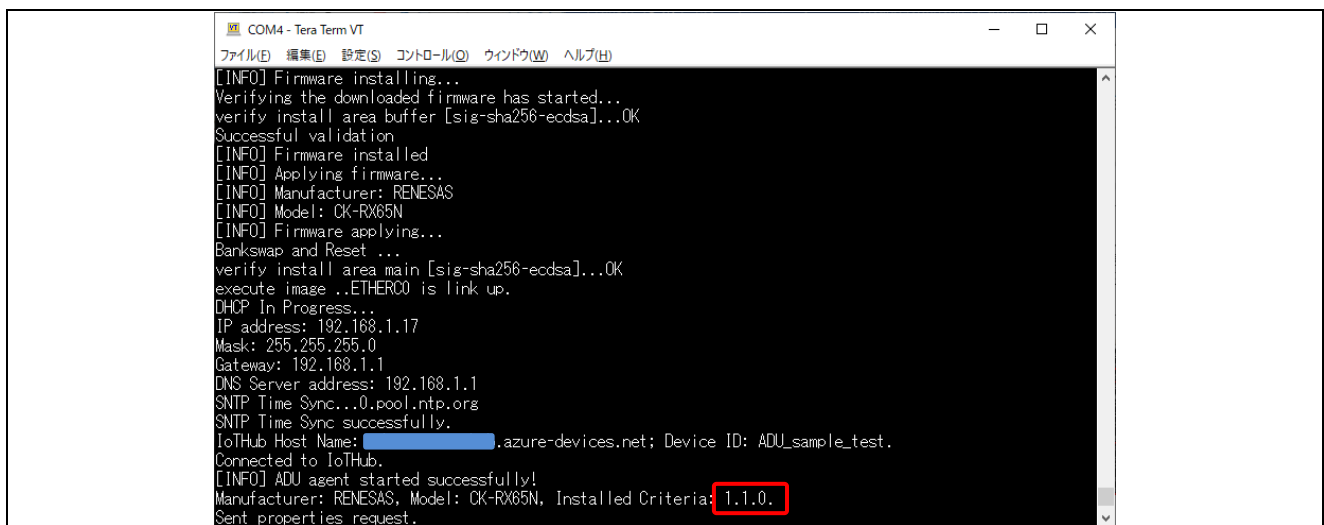 COM4 - Tera Term VT
ファイル(F) 編集(E) 設定(S) コントロール(O) ウィンドウ(W) ヘルプ(H)
[INFO] Firmware installing...
Verifying the downloaded firmware has started...
verify install area buffer [sig-sha256-ecdsa]...OK
Successful validation
[INFO] Firmware installed
[INFO] Applying firmware...
[INFO] Manufacturer: RENESAS
[INFO] Model: CK-RX65N
[INFO] Firmware applying...
Bankswap and Reset ...
verify install area main [sig-sha256-ecdsa]...OK
execute image ..ETHERC0 is link up.
DHCP In Progress...
IP address: 192.168.1.17
Mask: 255.255.255.0
Gateway: 192.168.1.1
DNS Server address: 192.168.1.1
SNTP Time Sync...0.pool.ntp.org
SNTP Time Sync successfully.
IoTHub Host Name: .azure-devices.net; Device ID: ADU_sample_test.
Connected to IoTHub.
[INFO] ADU agent started successfully!
Manufacturer: RENESAS, Model: CK-RX65N, Installed Criteria: 1.1.0.
Sent properties request.